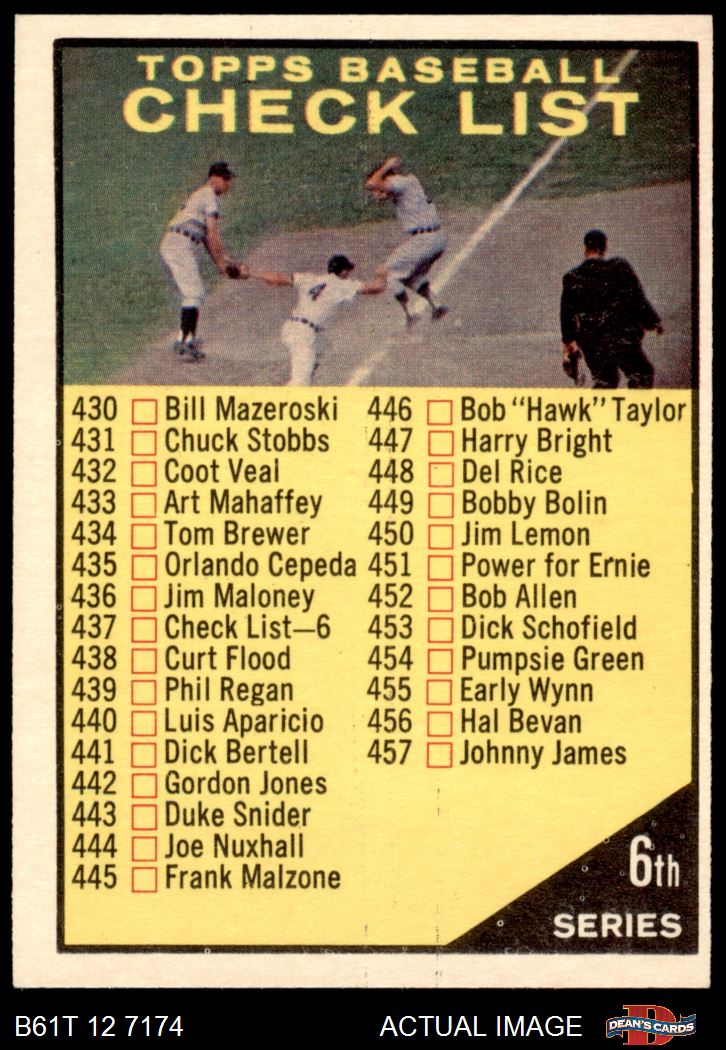 TOPPS BASEBALL
CHECK LIST
4
430 Bill Mazeroski
431 Chuck Stobbs
432 Coot Veal
433 Art Mahaffey
434 Tom Brewer
435 Orlando Cepeda
436 Jim Maloney
437 Check List—6
438 Curt Flood
439 Phil Regan
440 Luis Aparicio
441 Dick Bertell
442 Gordon Jones
443 Duke Snider
444 Joe Nuxhall
445 Frank Malzone
446 Bob "Hawk" Taylor
447 Harry Bright
448 Del Rice
449 Bobby Bolin
450 Jim Lemon
451 Power for Ernie
452 Bob Allen
453 Dick Schofield
454 Pumpsie Green
455 Early Wynn
456 Hal Bevan
457 Johnny James
6th
SERIES
B61T 12 7174
ACTUAL IMAGE
D
DEAN'S CARDS